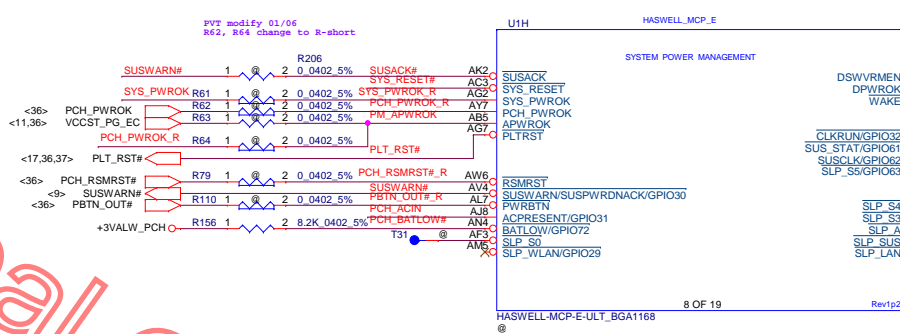 PVT modify 01/06
R62, R64 change to R-short
U1H
HASWELL_MCP_E
SYSTEM POWER MANAGEMENT
R206
SUSWARN# 1 @ 2 0_0402_5% SUSACK# AK2 SUSACK DSWVRMEN
SYS_RESET# AC3 SYS_RESET DPWROK
SYS_PWROK R61 1 @ 2 0_0402_5% SYS_PWROK_R AG2 SYS_PWROK WAKE
<36> PCH_PWROK R62 1 @ 2 0_0402_5% PCH_PWROK_R AY7 PCH_PWROK
<11,36> VCCST_PG_EC R63 1 @ 2 0_0402_5% PM_APWROK AB5 APWROK
AG7 PLTRST CLKRUN/GPIO32
PCH_PWROK_R R64 1 @ 2 0_0402_5% SUS_STAT/GPIO61
PLT_RST# SUSCLK/GPIO62
<17,36,37> PLT_RST# SLP_S5/GPIO63
<36> PCH_RSMRST# R79 1 @ 2 0_0402_5% PCH_RSMRST#_R AW6 RSMRST
<9> SUSWARN# SUSWARN# AV4 SUSWARN/SUSPWRDNACK/GPIO30
<36> PBTN_OUT# R110 1 @ 2 0_0402_5% PBTN_OUT#_R AL7 PWRBTN SLP_S4
PCH_ACIN AJ8 ACPRESENT/GPIO31 SLP_S3
+3VALW_PCH R156 1 2 8.2K_0402_5% PCH_BATLOW# AN4 BATLOW/GPIO72 SLP_A
T31 @ AF3 SLP_S0 SLP_SUS
AM5 SLP_WLAN/GPIO29 SLP_LAN
8 OF 19
Rev1p2
HASWELL-MCP-E-ULT_BGA1168
@